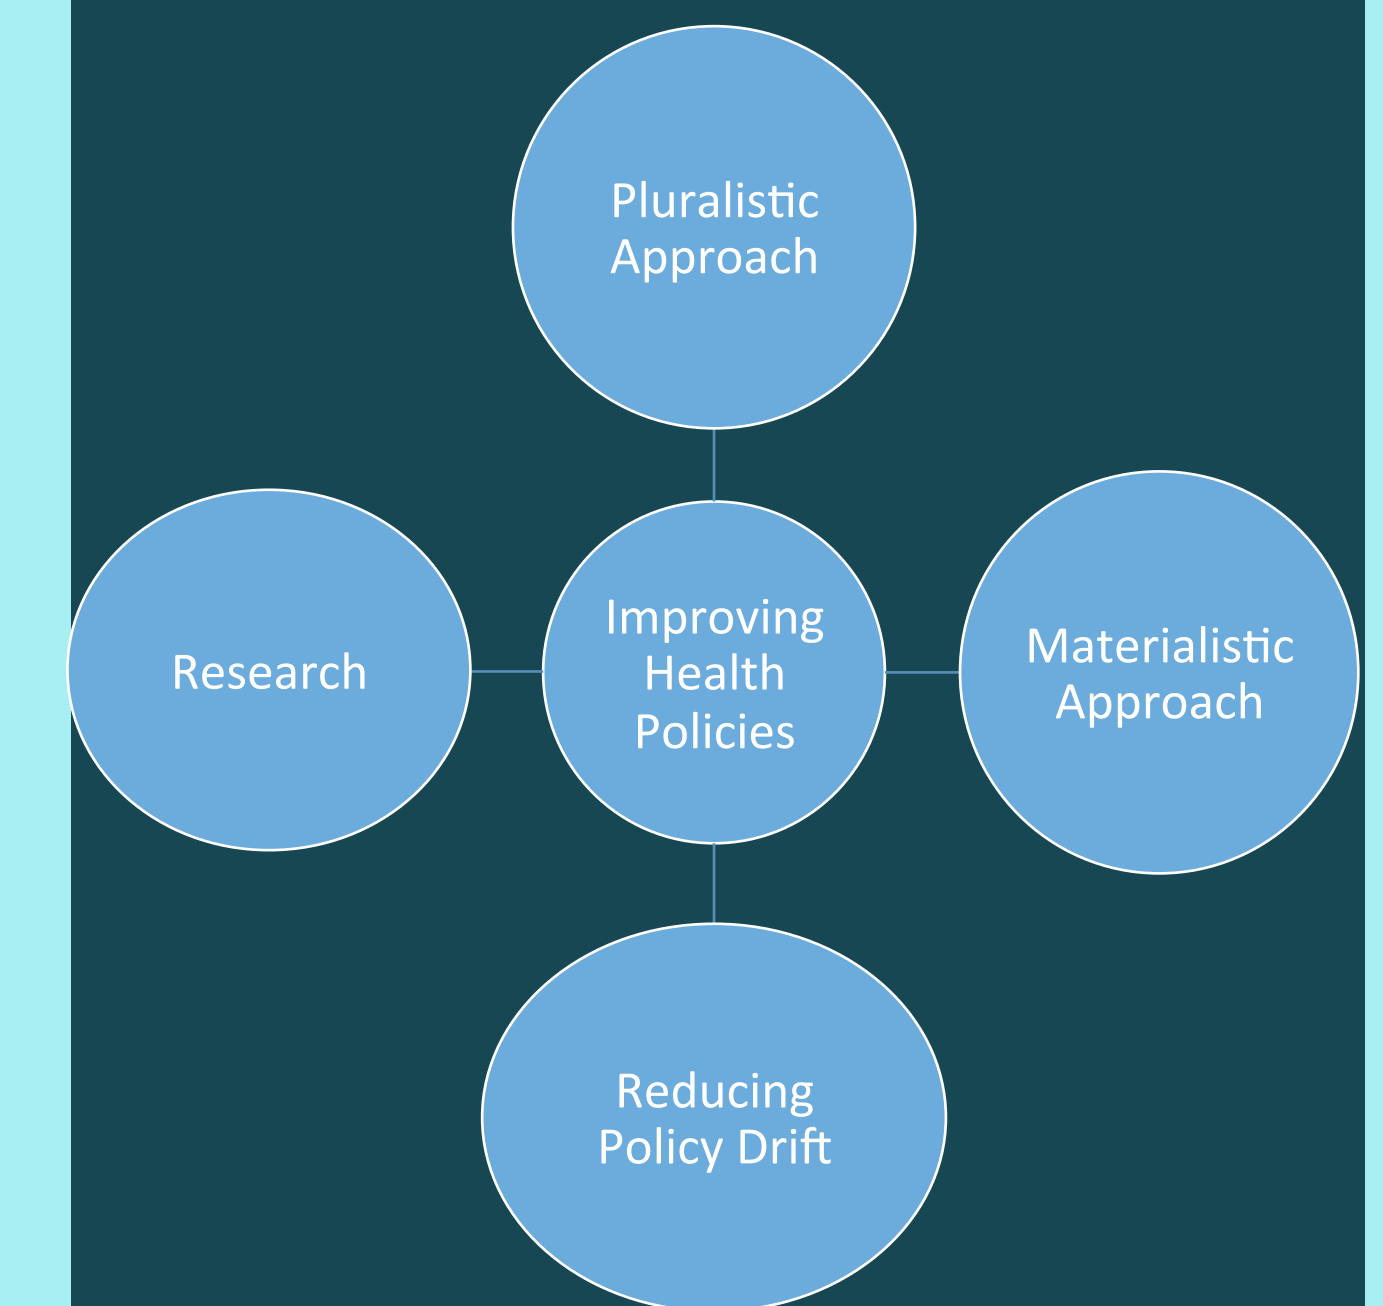 Pluralistic
Approach
Research
Improving
Health
Policies
Materialistic
Approach
Reducing
Policy Drift